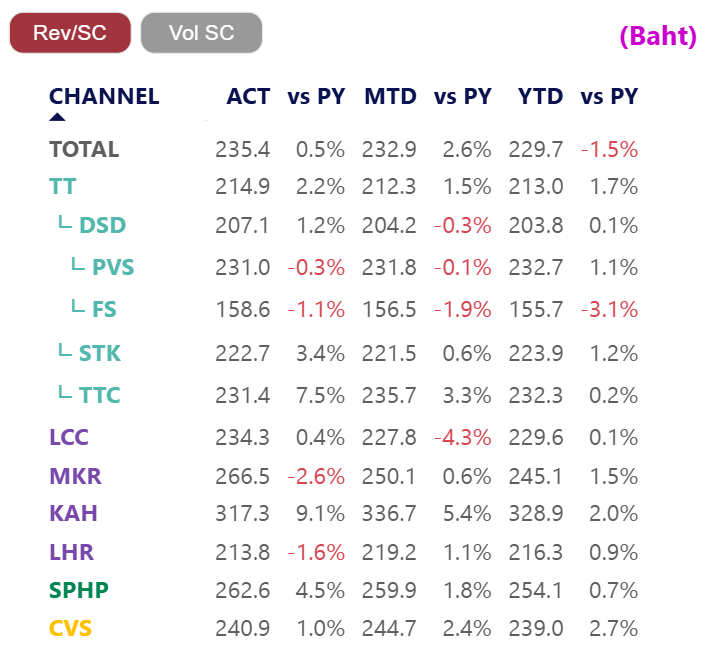 Rev/SC Vol SC (Baht)
CHANNEL ACT vs PY MTD vs PY YTD vs PY
TOTAL 235.4 0.5% 232.9 2.6% 229.7 -1.5%
TT 214.9 2.2% 212.3 1.5% 213.0 1.7%
└ DSD 207.1 1.2% 204.2 -0.3% 203.8 0.1%
└ PVS 231.0 -0.3% 231.8 -0.1% 232.7 1.1%
└ FS 158.6 -1.1% 156.5 -1.9% 155.7 -3.1%
└ STK 222.7 3.4% 221.5 0.6% 223.9 1.2%
└ TTC 231.4 7.5% 235.7 3.3% 232.3 0.2%
LCC 234.3 0.4% 227.8 -4.3% 229.6 0.1%
MKR 266.5 -2.6% 250.1 0.6% 245.1 1.5%
KAH 317.3 9.1% 336.7 5.4% 328.9 2.0%
LHR 213.8 -1.6% 219.2 1.1% 216.3 0.9%
SPHP 262.6 4.5% 259.9 1.8% 254.1 0.7%
CVS 240.9 1.0% 244.7 2.4% 239.0 2.7%